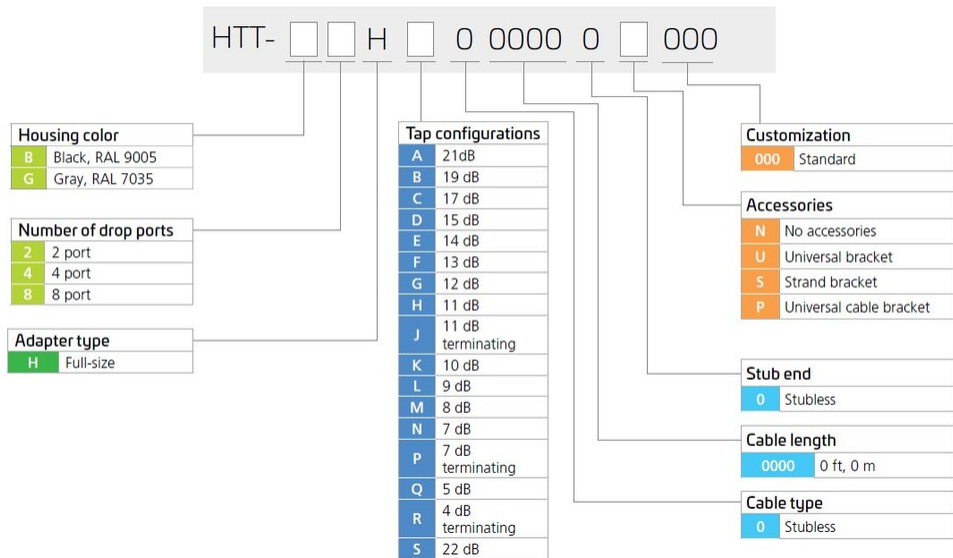 HTT- H 0 0000 0 000
Housing color
B Black, RAL 9005
G Gray, RAL 7035
Number of drop ports
2 2 port
4 4 port
8 8 port
Adapter type
H Full-size
Tap configurations
A 21dB
B 19 dB
C 17 dB
D 15 dB
E 14 dB
F 13 dB
G 12 dB
H 11 dB
J 11 dB
terminating
K 10 dB
L 9 dB
M 8 dB
N 7 dB
P 7 dB
terminating
Q 5 dB
R 4 dB
terminating
S 22 dB
Customization
000 Standard
Accessories
N No accessories
U Universal bracket
S Strand bracket
P Universal cable bracket
Stub end
0 Stubless
Cable length
0000 0 ft, 0 m
Cable type
0 Stubless